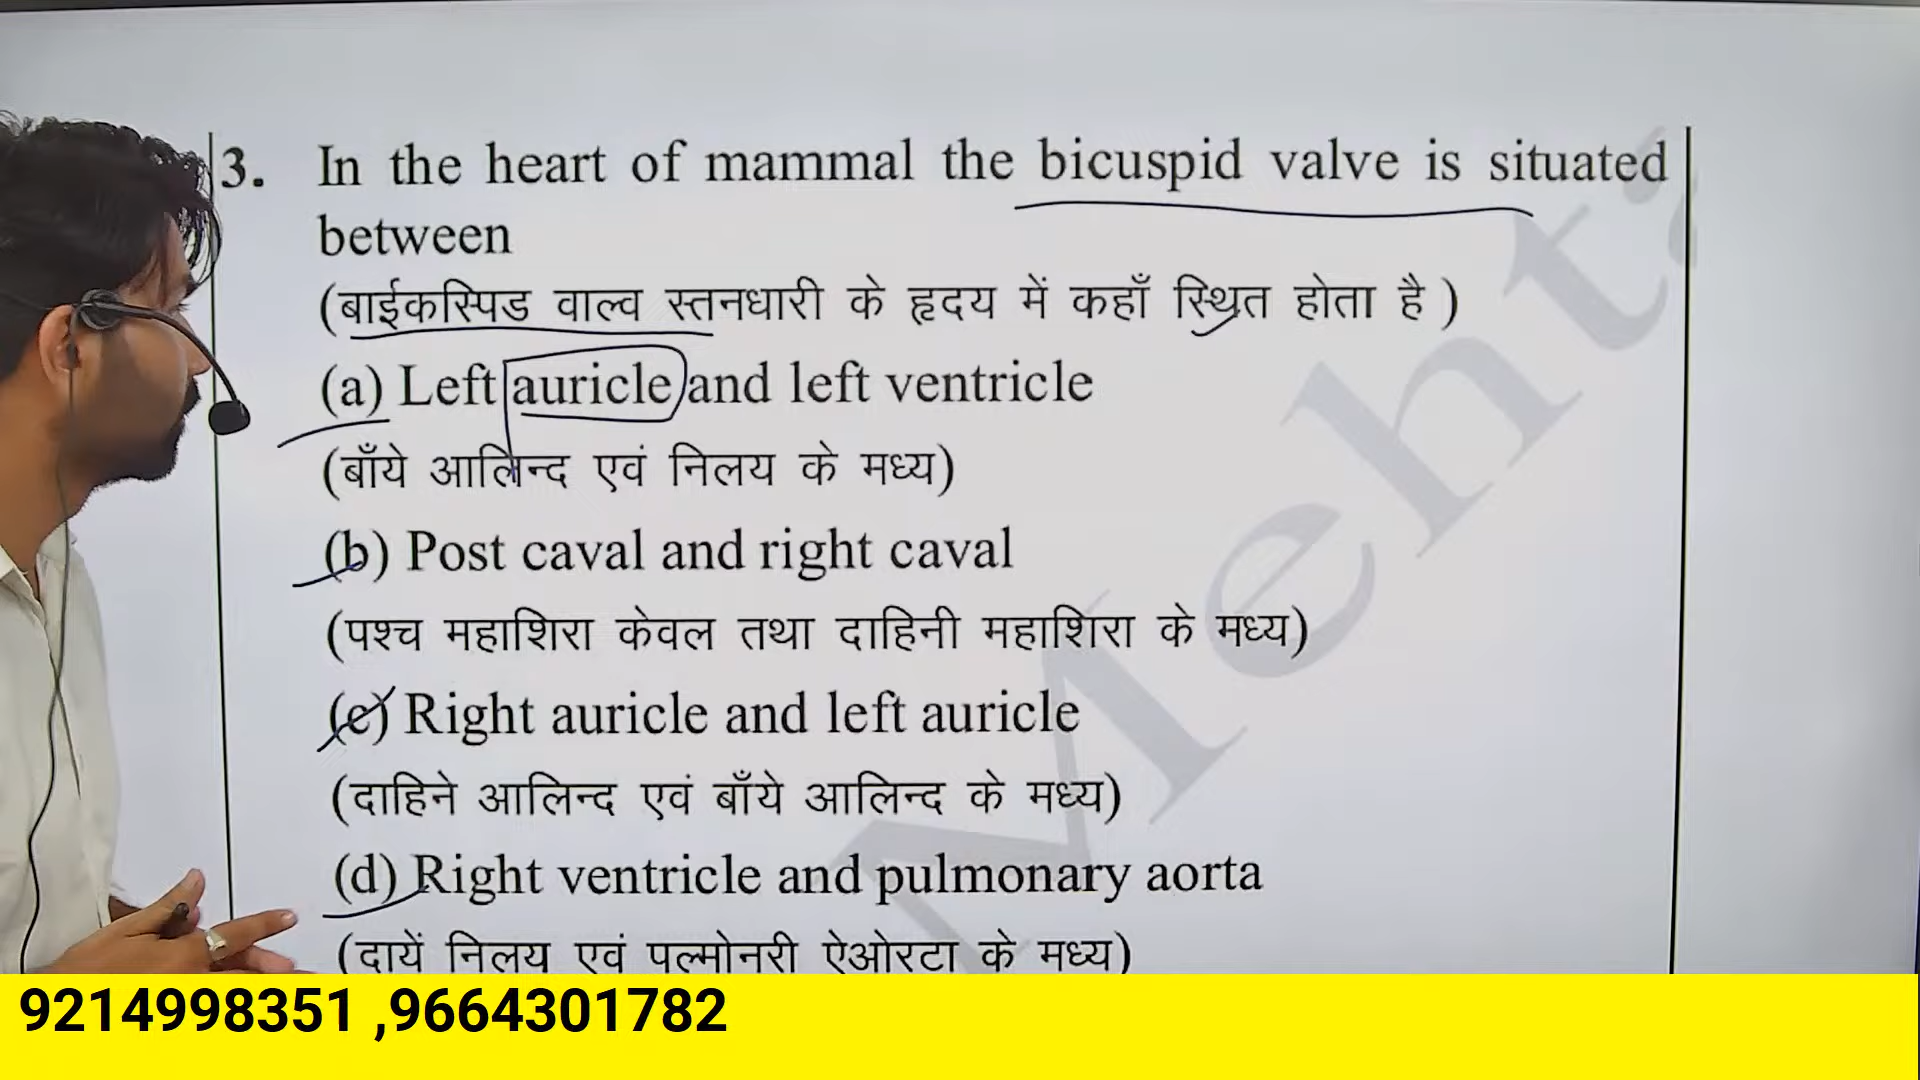 3. In the heart of mammal the bicuspid valve is situated
between
(बाईकस्पिड वाल्व स्तनधारी के हृदय में कहाँ स्थित होता है )
(a) Left auricle and left ventricle
(बाँये आलिन्द एवं निलय के मध्य)
(b) Post caval and right caval
(पश्च महाशिरा केवल तथा दाहिनी महाशिरा के मध्य)
(c) Right auricle and left auricle
(दाहिने आलिन्द एवं बाँये आलिन्द के मध्य)
(d) Right ventricle and pulmonary aorta
(दायें निलय एवं पल्मोनरी ऐओरटा के मध्य)
Mehta
9214998351 ,9664301782